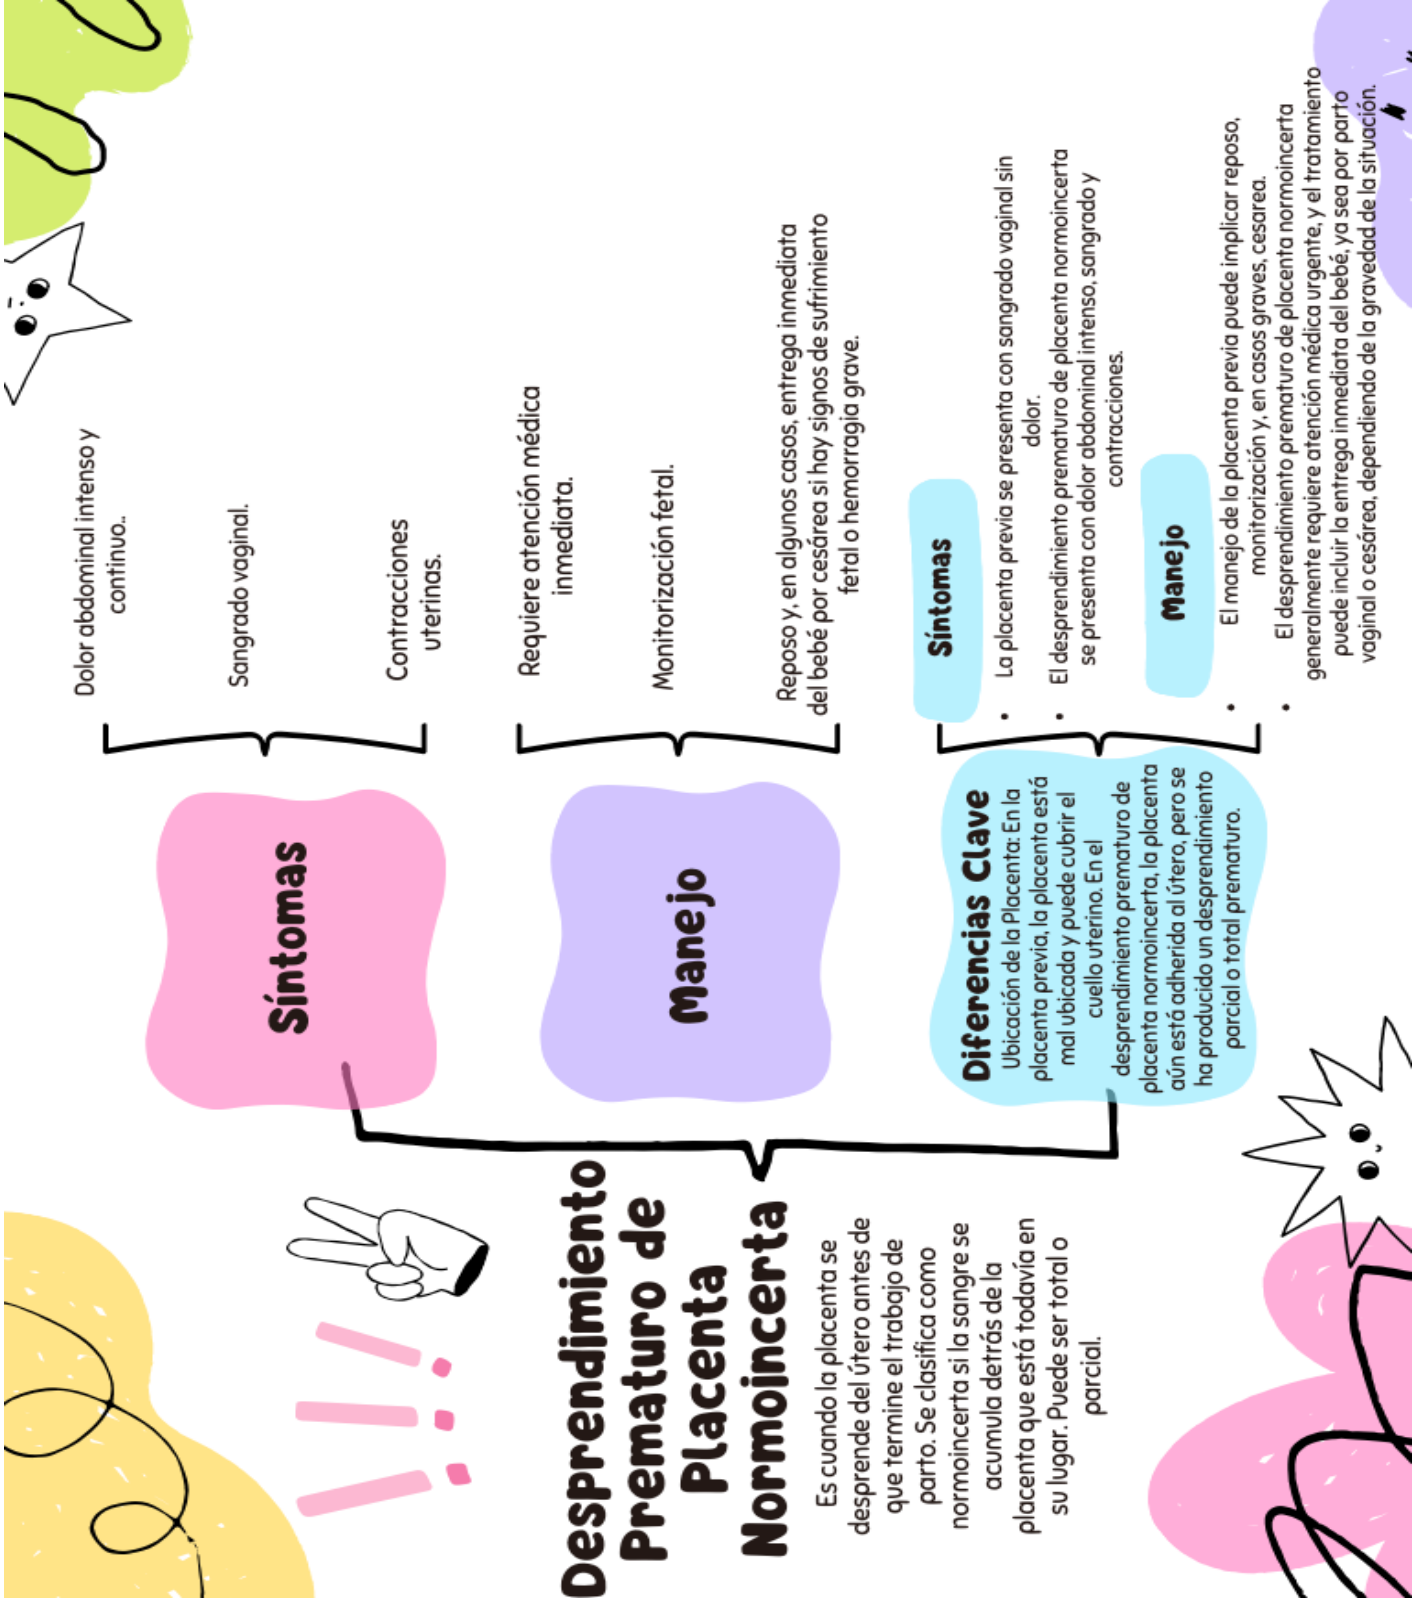 Desprendimiento
Prematuro de
Placenta
Normoincerta
Es cuando la placenta se
desprende del útero antes de
que termine el trabajo de
parto. Se clasifica como
normoincerta si la sangre se
acumula detrás de la
placenta que está todavía en
su lugar. Puede ser total o
parcial.
Síntomas
Dolor abdominal intenso y
continuo..
Sangrado vaginal.
Contracciones
uterinas.
Manejo
Requiere atención médica
inmediata.
Monitorización fetal.
Reposo y, en algunos casos, entrega inmediata
del bebé por cesárea si hay signos de sufrimiento
fetal o hemorragia grave.
Diferencias Clave
Ubicación de la Placenta: En la
placenta previa, la placenta está
mal ubicada y puede cubrir el
cuello uterino. En el
desprendimiento prematuro de
placenta normoincerta, la placenta
aún está adherida al útero, pero se
ha producido un desprendimiento
parcial o total prematuro.
Síntomas
• La placenta previa se presenta con sangrado vaginal sin
dolor.
• El desprendimiento prematuro de placenta normoincerta
se presenta con dolor abdominal intenso, sangrado y
contracciones.
Manejo
• El manejo de la placenta previa puede implicar reposo,
monitorización y, en casos graves, cesarea.
• El desprendimiento prematuro de placenta normoincerta
generalmente requiere atención médica urgente, y el tratamiento
puede incluir la entrega inmediata del bebé, ya sea por parto
vaginal o cesárea, dependiendo de la gravedad de la situación.